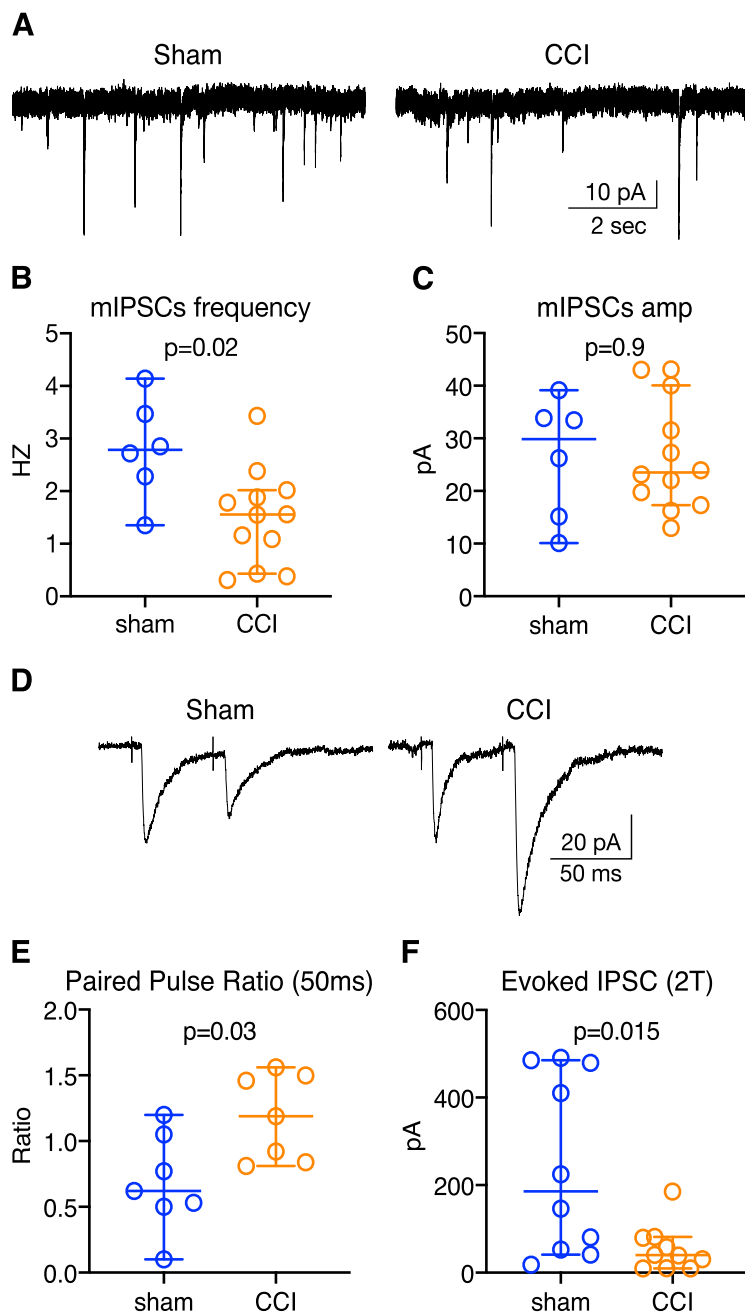 A
Sham
CCI
10 pA
2 sec
B
mIPSCs frequency
p=0.02
5
4
3
2
1
0
HZ
sham
CCI
C
mIPSCs amp
p=0.9
50
40
30
20
10
0
pA
sham
CCI
D
Sham
CCI
20 pA
50 ms
E
Paired Pulse Ratio (50ms)
p=0.03
2.0
1.5
1.0
0.5
0.0
Ratio
sham
CCI
F
Evoked IPSC (2T)
p=0.015
600
400
200
0
pA
sham
CCI